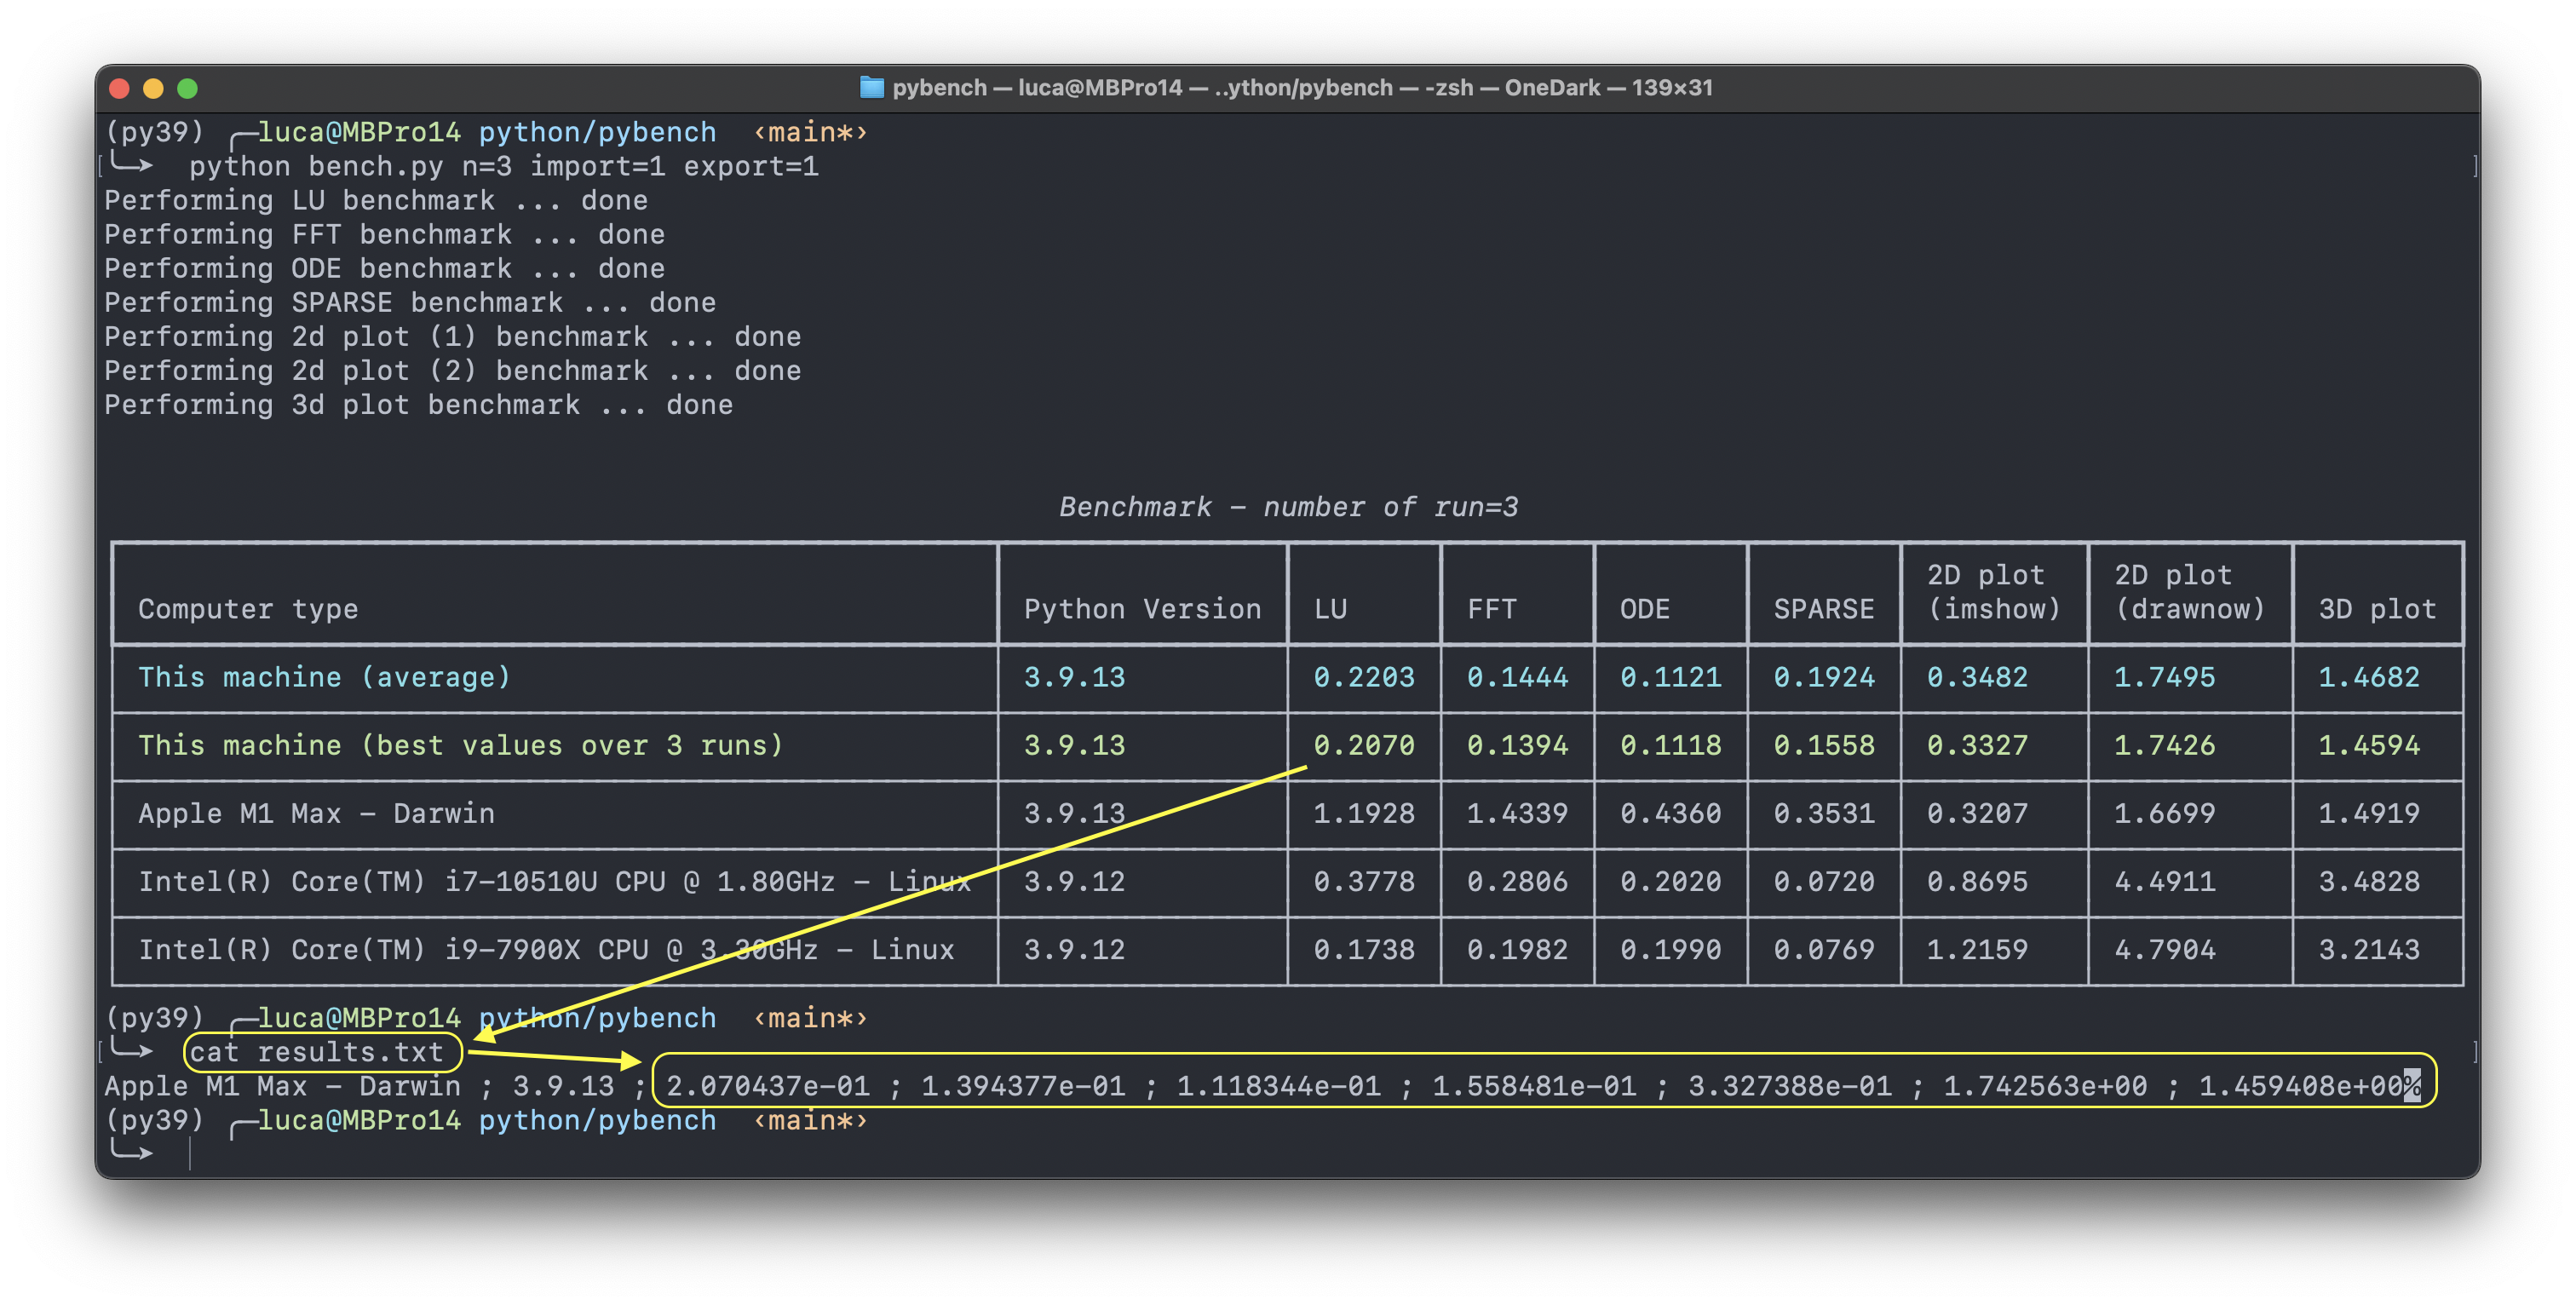 pybench — luca@MBPro14 — ..ython/pybench — -zsh — OneDark — 139×31
(py39) ╭─luca@MBPro14 python/pybench ‹main*›
╰─➤ python bench.py n=3 import=1 export=1
Performing LU benchmark ... done
Performing FFT benchmark ... done
Performing ODE benchmark ... done
Performing SPARSE benchmark ... done
Performing 2d plot (1) benchmark ... done
Performing 2d plot (2) benchmark ... done
Performing 3d plot benchmark ... done
Benchmark - number of run=3
2D plot 2D plot
Computer type Python Version LU FFT ODE SPARSE (imshow) (drawnow) 3D plot
This machine (average) 3.9.13 0.2203 0.1444 0.1121 0.1924 0.3482 1.7495 1.4682
This machine (best values over 3 runs) 3.9.13 0.2070 0.1394 0.1118 0.1558 0.3327 1.7426 1.4594
Apple M1 Max - Darwin 3.9.13 1.1928 1.4339 0.4360 0.3531 0.3207 1.6699 1.4919
Intel(R) Core(TM) i7-10510U CPU @ 1.80GHz - Linux 3.9.12 0.3778 0.2806 0.2020 0.0720 0.8695 4.4911 3.4828
Intel(R) Core(TM) i9-7900X CPU @ 3.30GHz - Linux 3.9.12 0.1738 0.1982 0.1990 0.0769 1.2159 4.7904 3.2143
(py39) ╭─luca@MBPro14 python/pybench ‹main*›
╰─➤ cat results.txt
Apple M1 Max - Darwin ; 3.9.13 ; 2.070437e-01 ; 1.394377e-01 ; 1.118344e-01 ; 1.558481e-01 ; 3.327388e-01 ; 1.742563e+00 ; 1.459408e+00%
(py39) ╭─luca@MBPro14 python/pybench ‹main*›
╰─➤